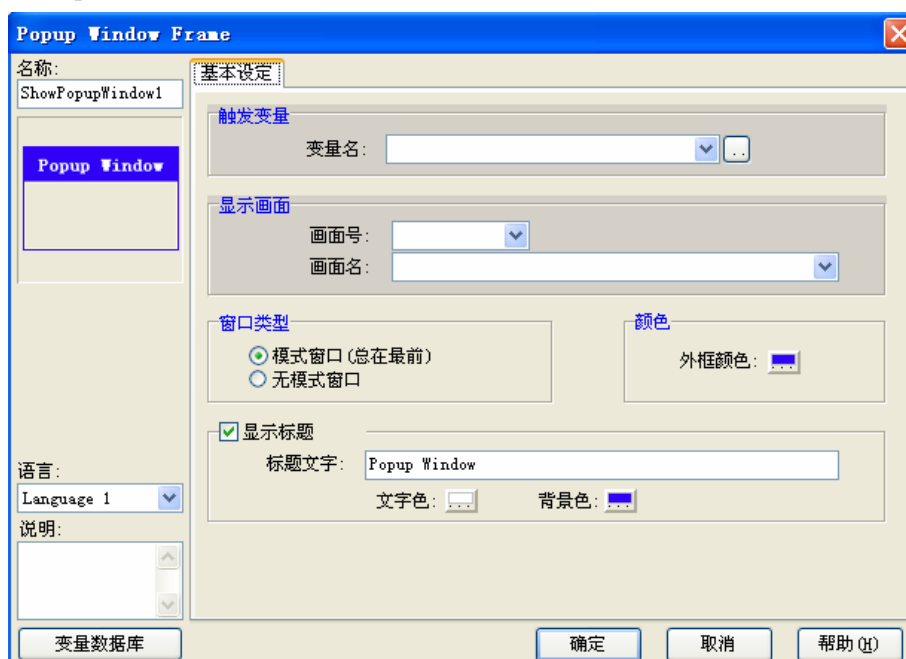 Popup Window Frame
名称:
ShowPopupWindow1
Popup Window
语言:
Language 1
说明:
变量数据库
基本设定
触发变量
变量名:
..
显示画面
画面号:
画面名:
窗口类型
模式窗口(总在最前)
无模式窗口
颜色
外框颜色: ...
显示标题
标题文字: Popup Window
文字色: ... 背景色: ...
确定 取消 帮助(H)